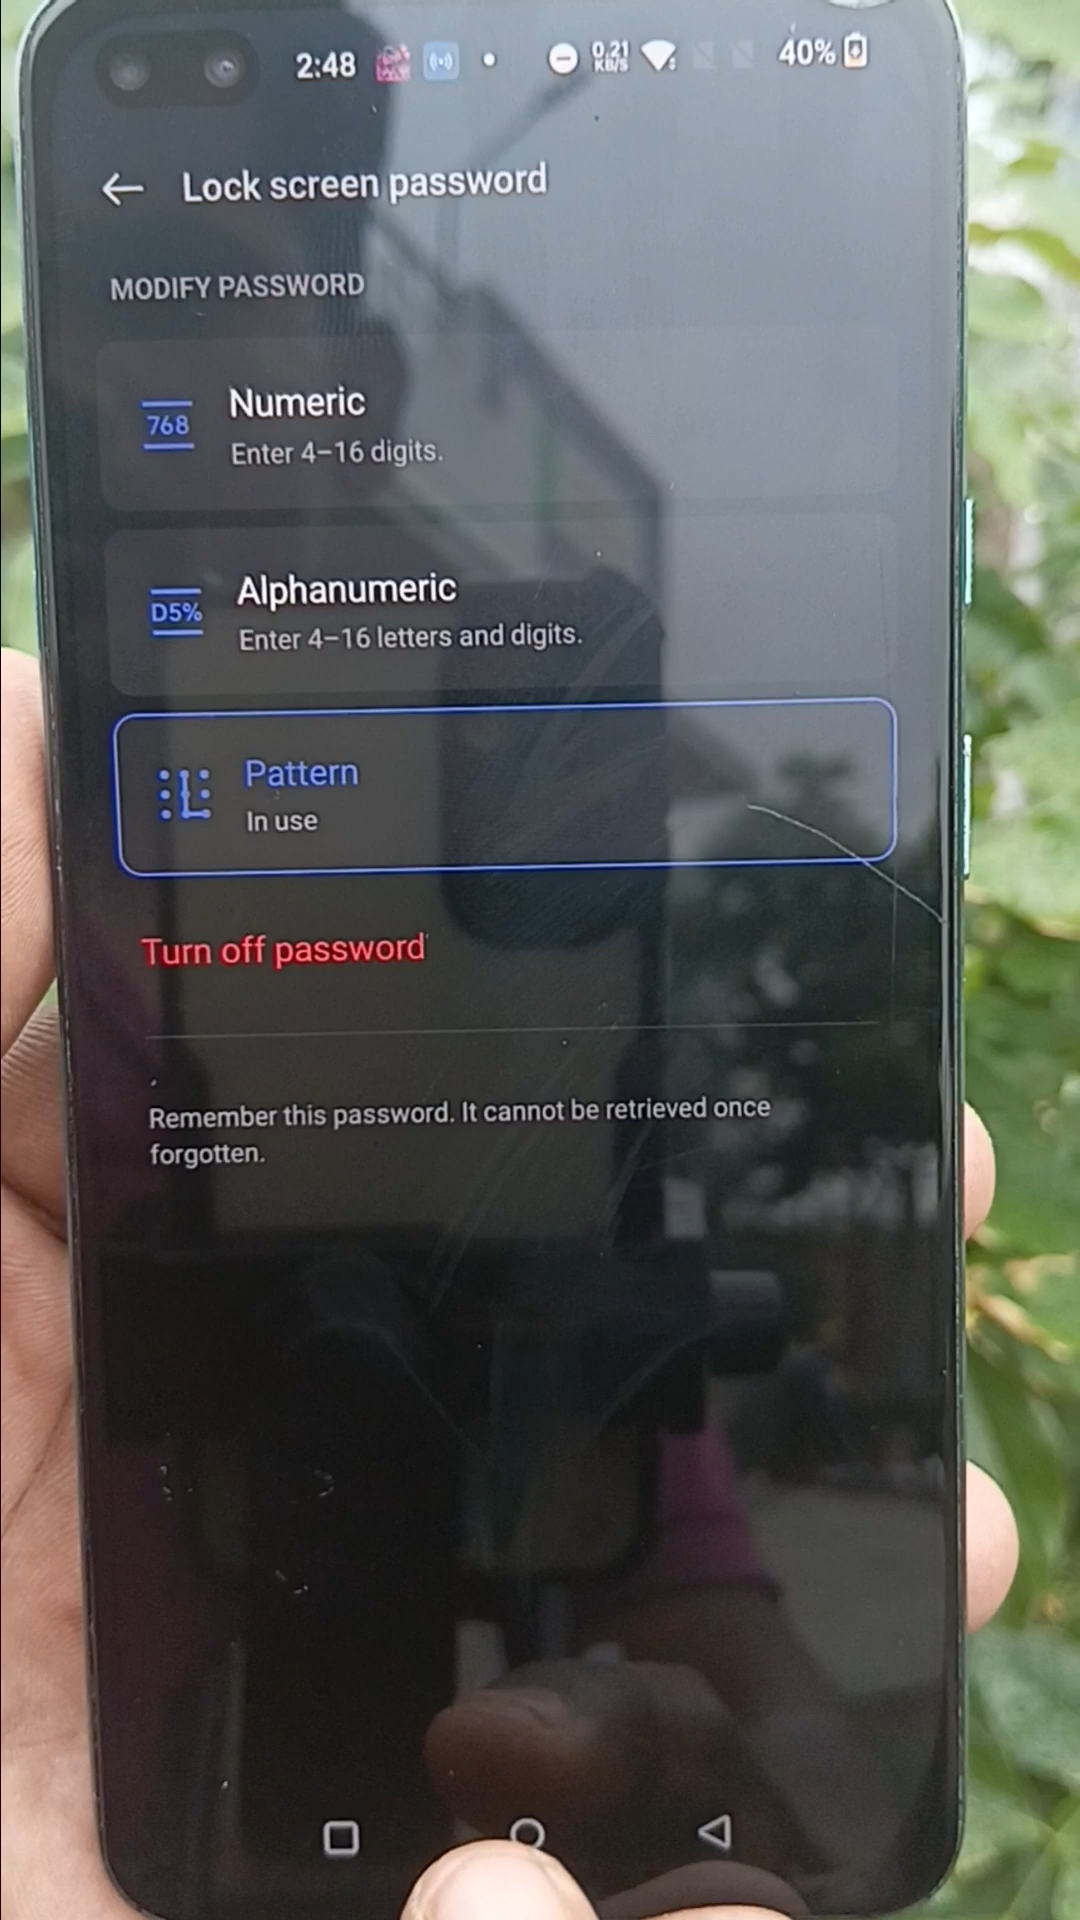 2:48 0.21 KB/S 40%
Lock screen password
MODIFY PASSWORD
768
Numeric
Enter 4–16 digits.
D5%
Alphanumeric
Enter 4–16 letters and digits.
Pattern
In use
Turn off password
Remember this password. It cannot be retrieved once
forgotten.